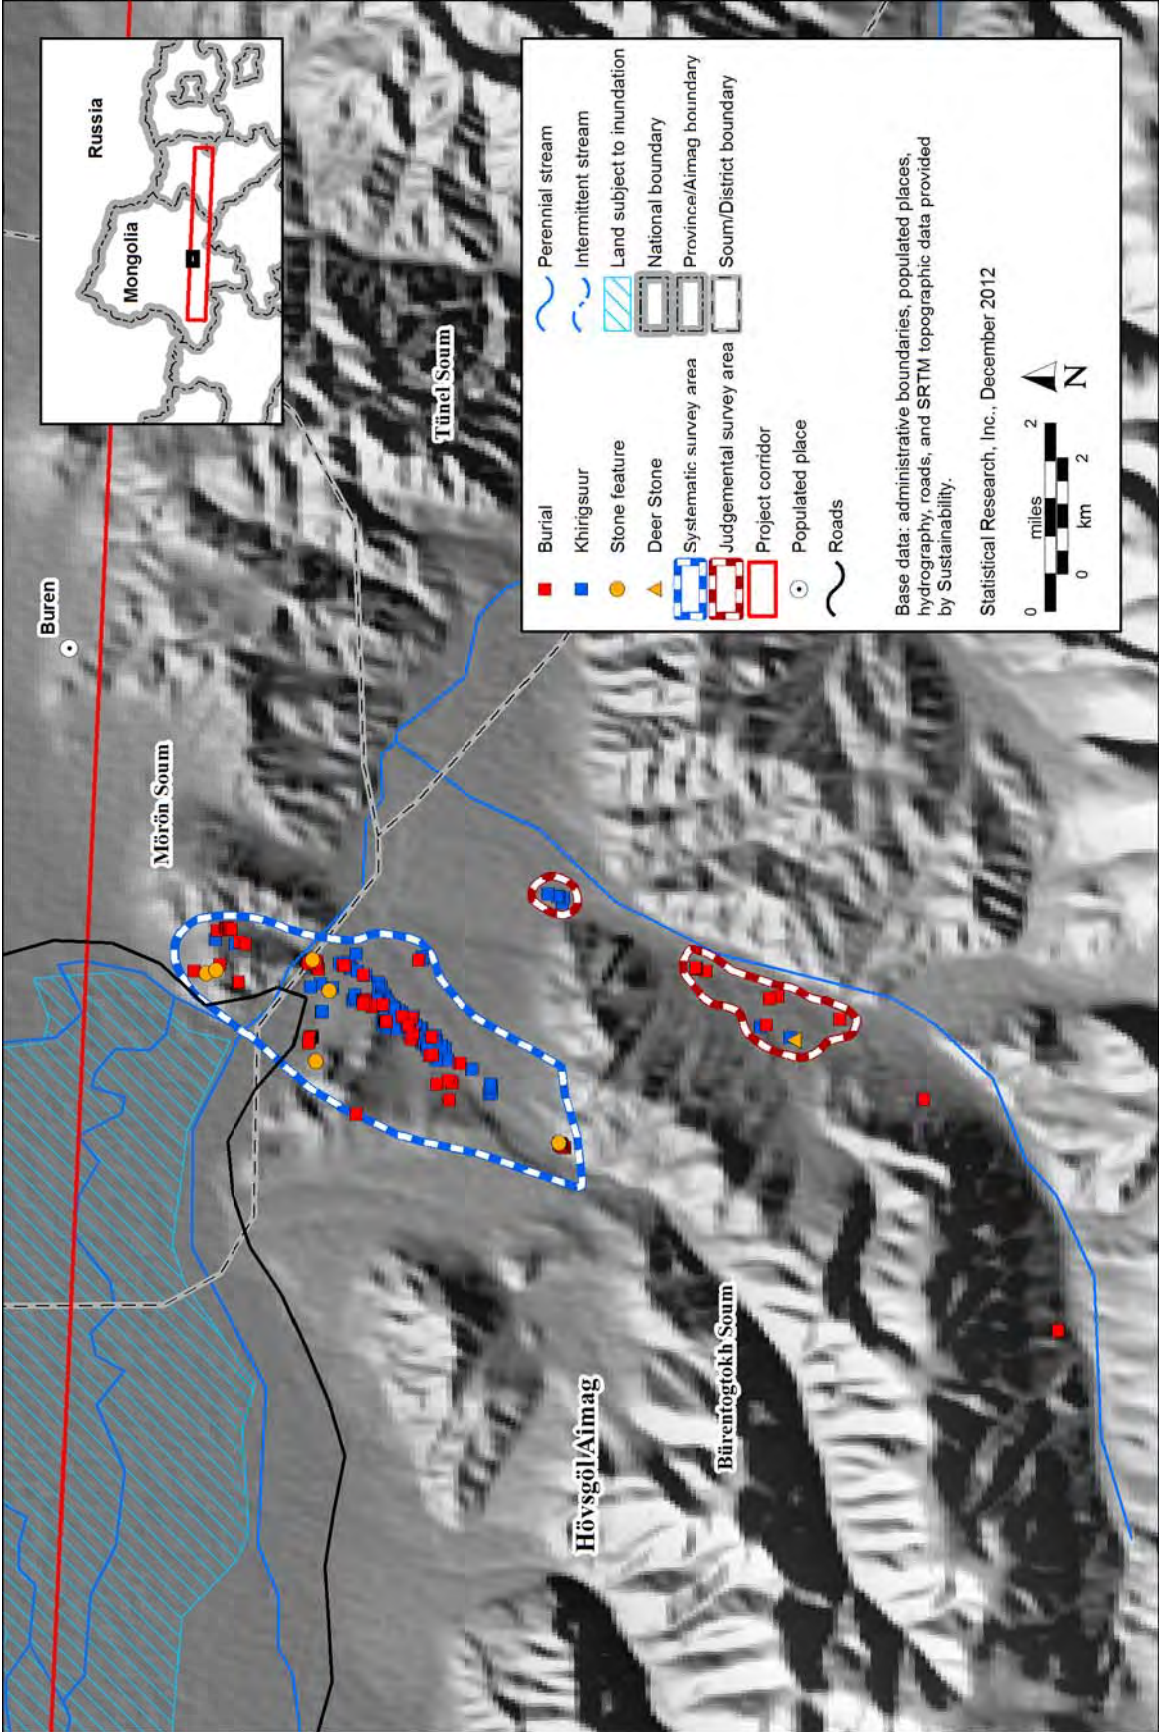 Russia
Mongolia
Buren
Mörön Soum
Tünel Soum
Hövsgöl Aimag
Bürentogtokh Soum
Burial
Khirigsuur
Stone feature
Deer Stone
Systematic survey area
Judgemental survey area
Project corridor
Populated place
Roads
Perennial stream
Intermittent stream
Land subject to inundation
National boundary
Province/Aimag boundary
Soum/District boundary
Base data: administrative boundaries, populated places,
hydrography, roads, and SRTM topographic data provided
by Sustainability.
Statistical Research, Inc., December 2012
0 miles 2
0 km 2
N